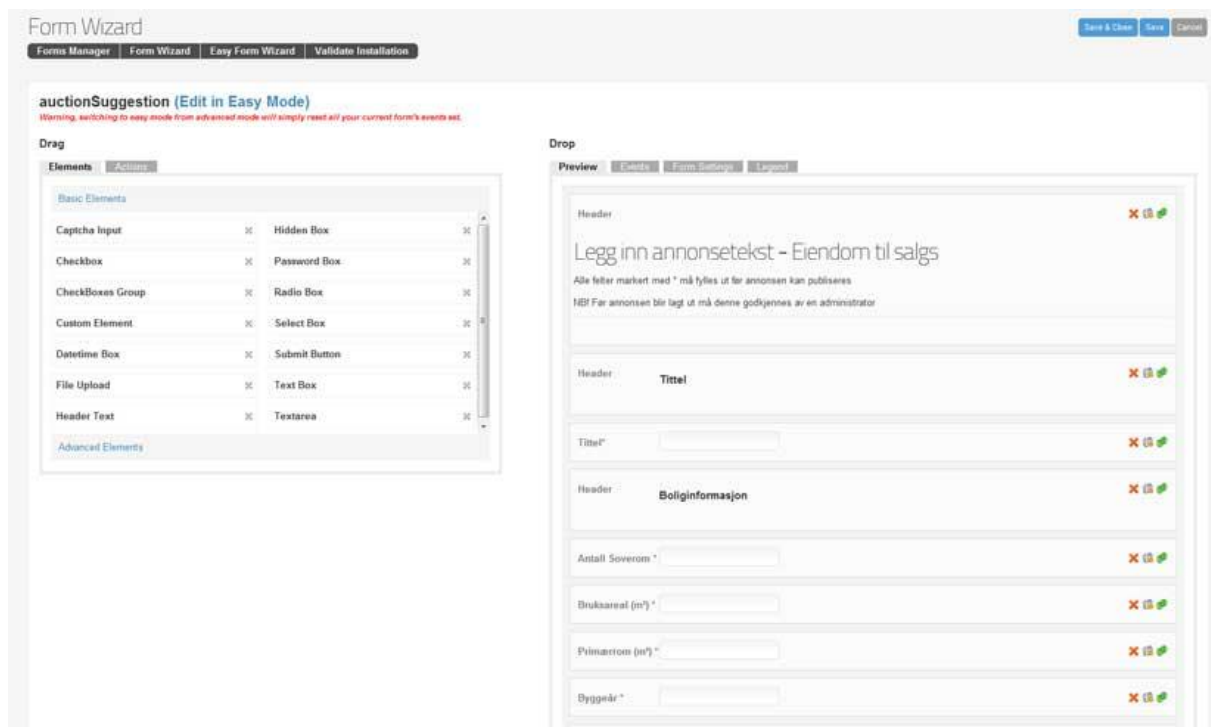 Form Wizard
Save & Close Save Cancel
Forms Manager Form Wizard Easy Form Wizard Validate Installation
auctionSuggestion (Edit in Easy Mode)
Warning, switching to easy mode from advanced mode will simply reset all your current form's events set.
Drag
Elements Actions
Basic Elements
Captcha Input Hidden Box
Checkbox Password Box
CheckBoxes Group Radio Box
Custom Element Select Box
Datetime Box Submit Button
File Upload Text Box
Header Text Textarea
Advanced Elements
Drop
Preview Events Form Settings Legend
Header
Legg inn annonsetekst - Eiendom til salgs
Alle felter markert med * må fylles ut før annonsen kan publiseres
NB! Før annonsen blir lagt ut må denne godkjennes av en administrator
Header Tittel
Tittel*
Header Boliginformasjon
Antall Soverom *
Bruksareal (m²) *
Primærrom (m²) *
Byggeår *